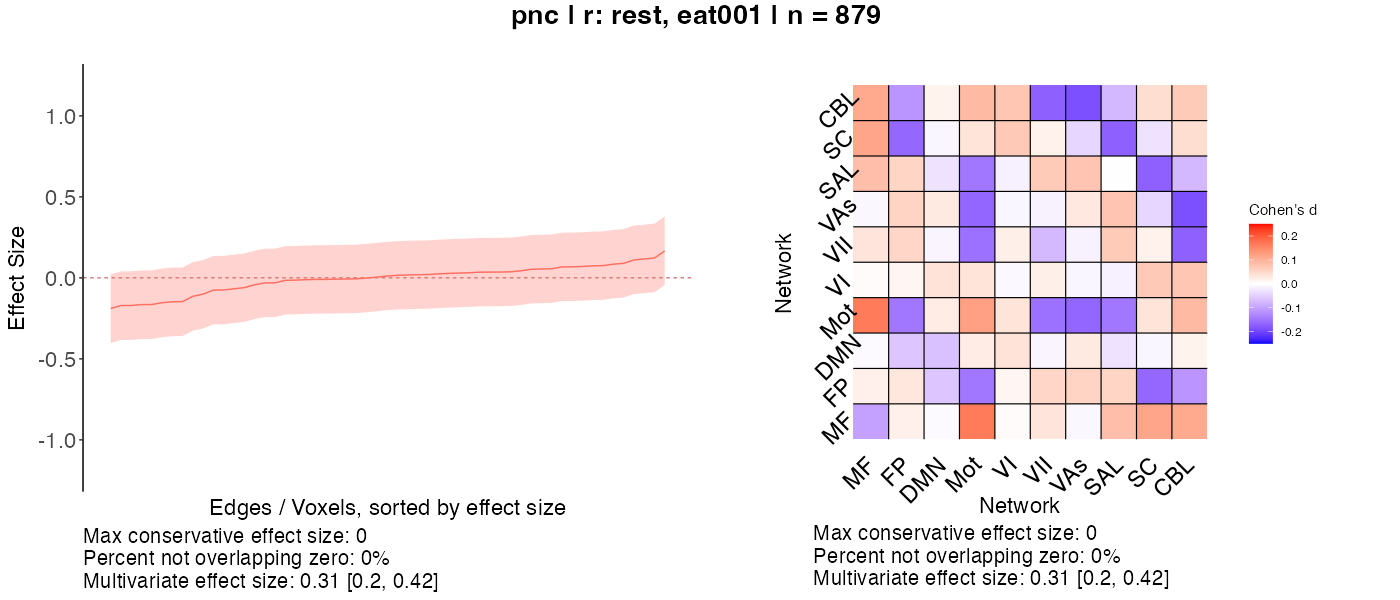 pnc | r: rest, eat001 | n = 879
Effect Size
1.0
0.5
0.0
-0.5
-1.0
Edges / Voxels, sorted by effect size
Max conservative effect size: 0
Percent not overlapping zero: 0%
Multivariate effect size: 0.31 [0.2, 0.42]
Network
CBL
SC
SAL
VAs
VII
VI
Mot
DMN
FP
MF
MF FP DMN Mot VI VII VAs SAL SC CBL
Network
Max conservative effect size: 0
Percent not overlapping zero: 0%
Multivariate effect size: 0.31 [0.2, 0.42]
Cohen's d
0.2
0.1
0.0
-0.1
-0.2